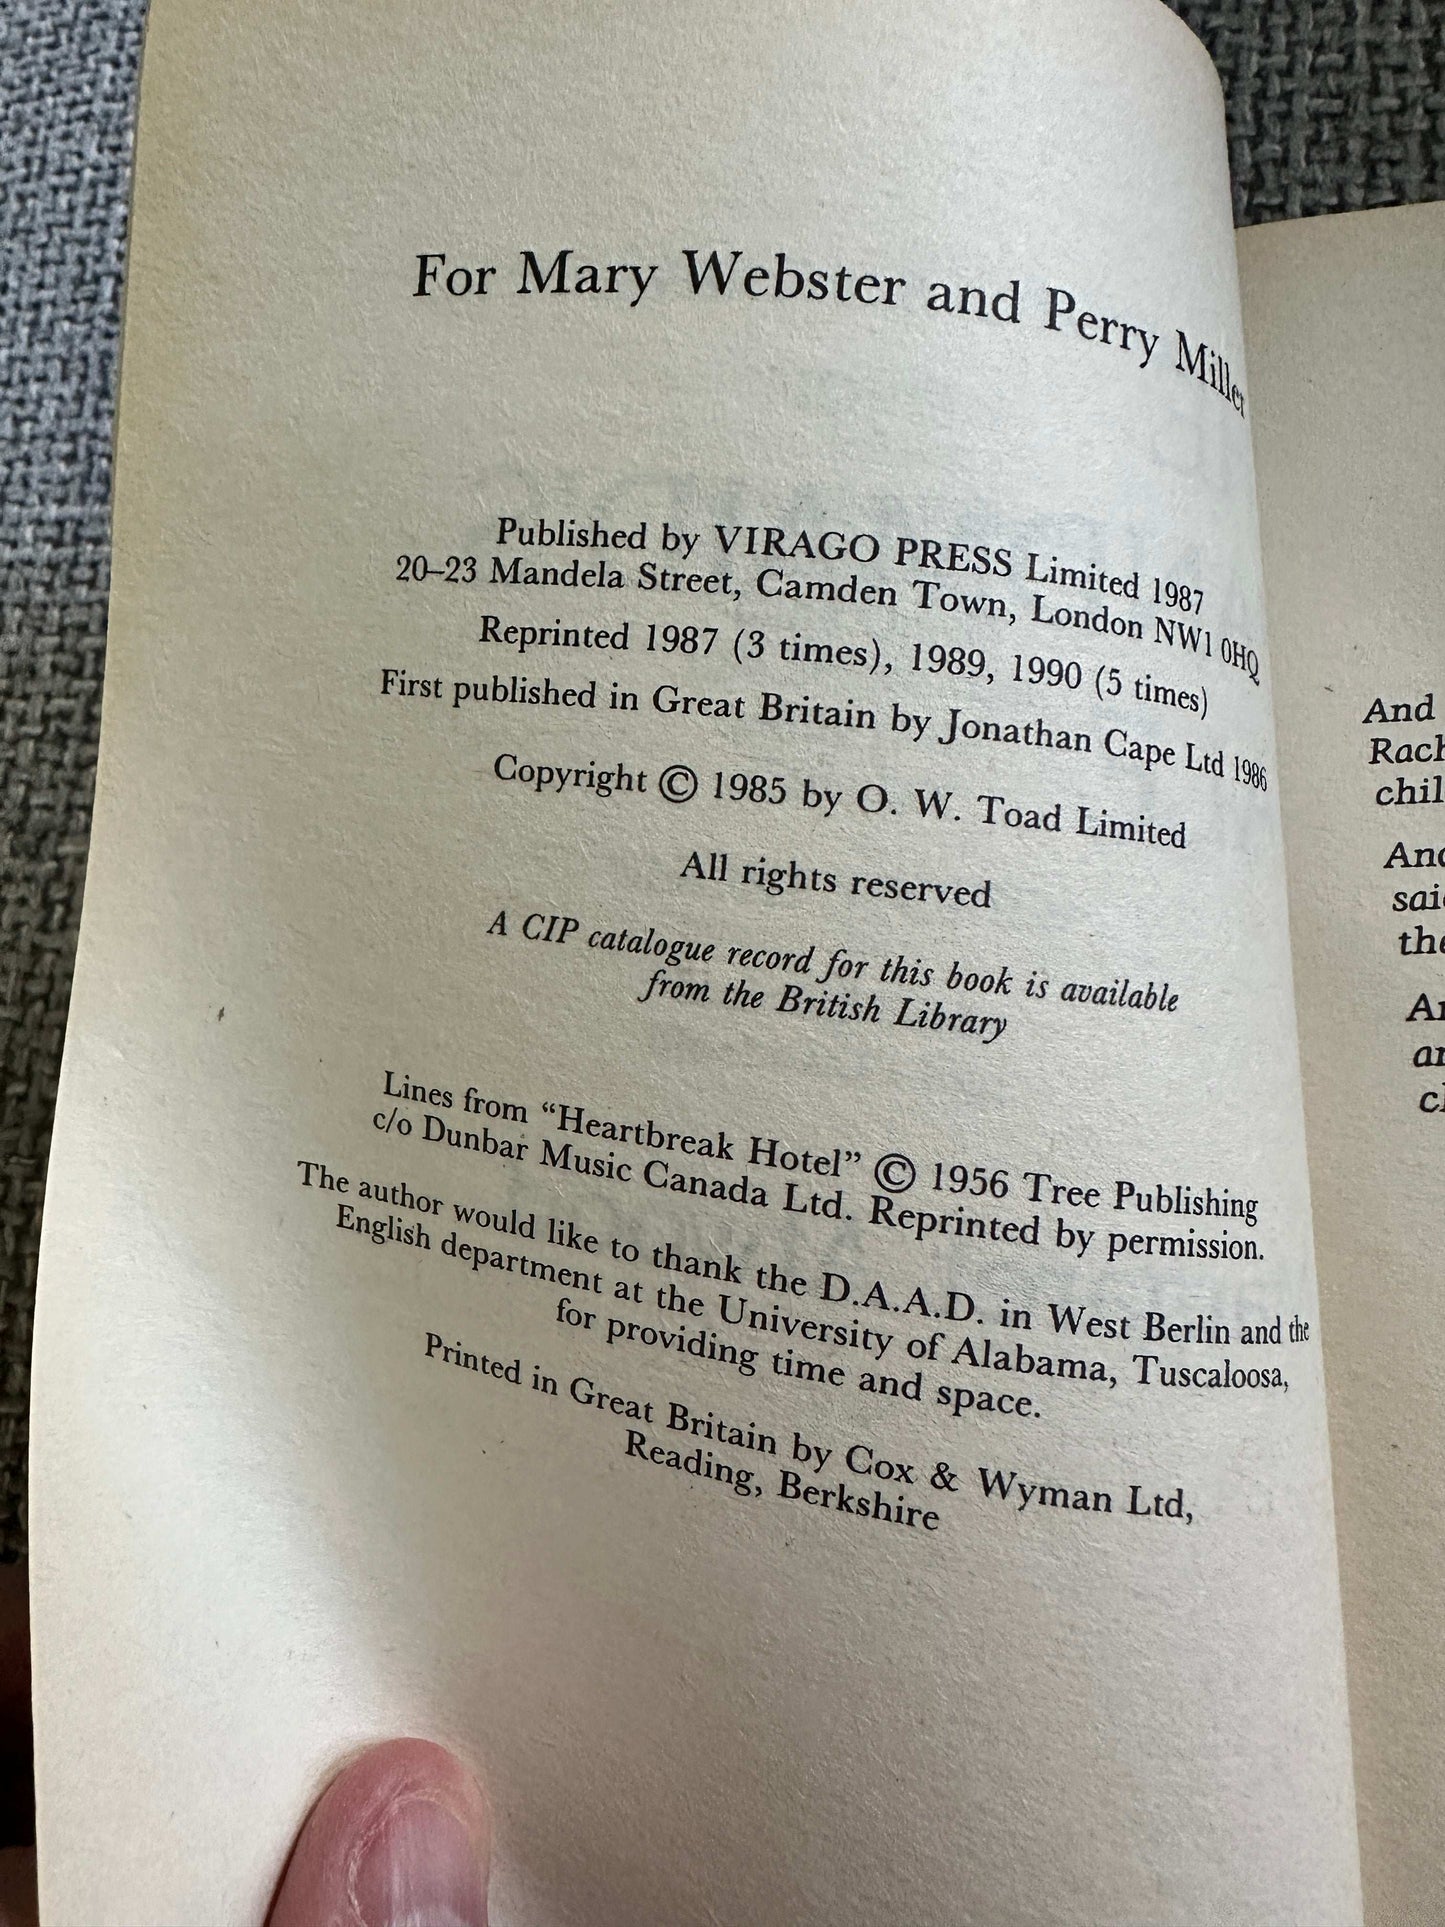 For Mary Webster and Perry Miller
Published by VIRAGO PRESS Limited 1987
20–23 Mandela Street, Camden Town, London NW1 0HQ
Reprinted 1987 (3 times), 1989, 1990 (5 times)
First published in Great Britain by Jonathan Cape Ltd 1986
Copyright © 1985 by O. W. Toad Limited
All rights reserved
A CIP catalogue record for this book is available
from the British Library
Lines from “Heartbreak Hotel” © 1956 Tree Publishing
c/o Dunbar Music Canada Ltd. Reprinted by permission.
The author would like to thank the D.A.A.D. in West Berlin and the
English department at the University of Alabama, Tuscaloosa,
for providing time and space.
Printed in Great Britain by Cox & Wyman Ltd,
Reading, Berkshire
And